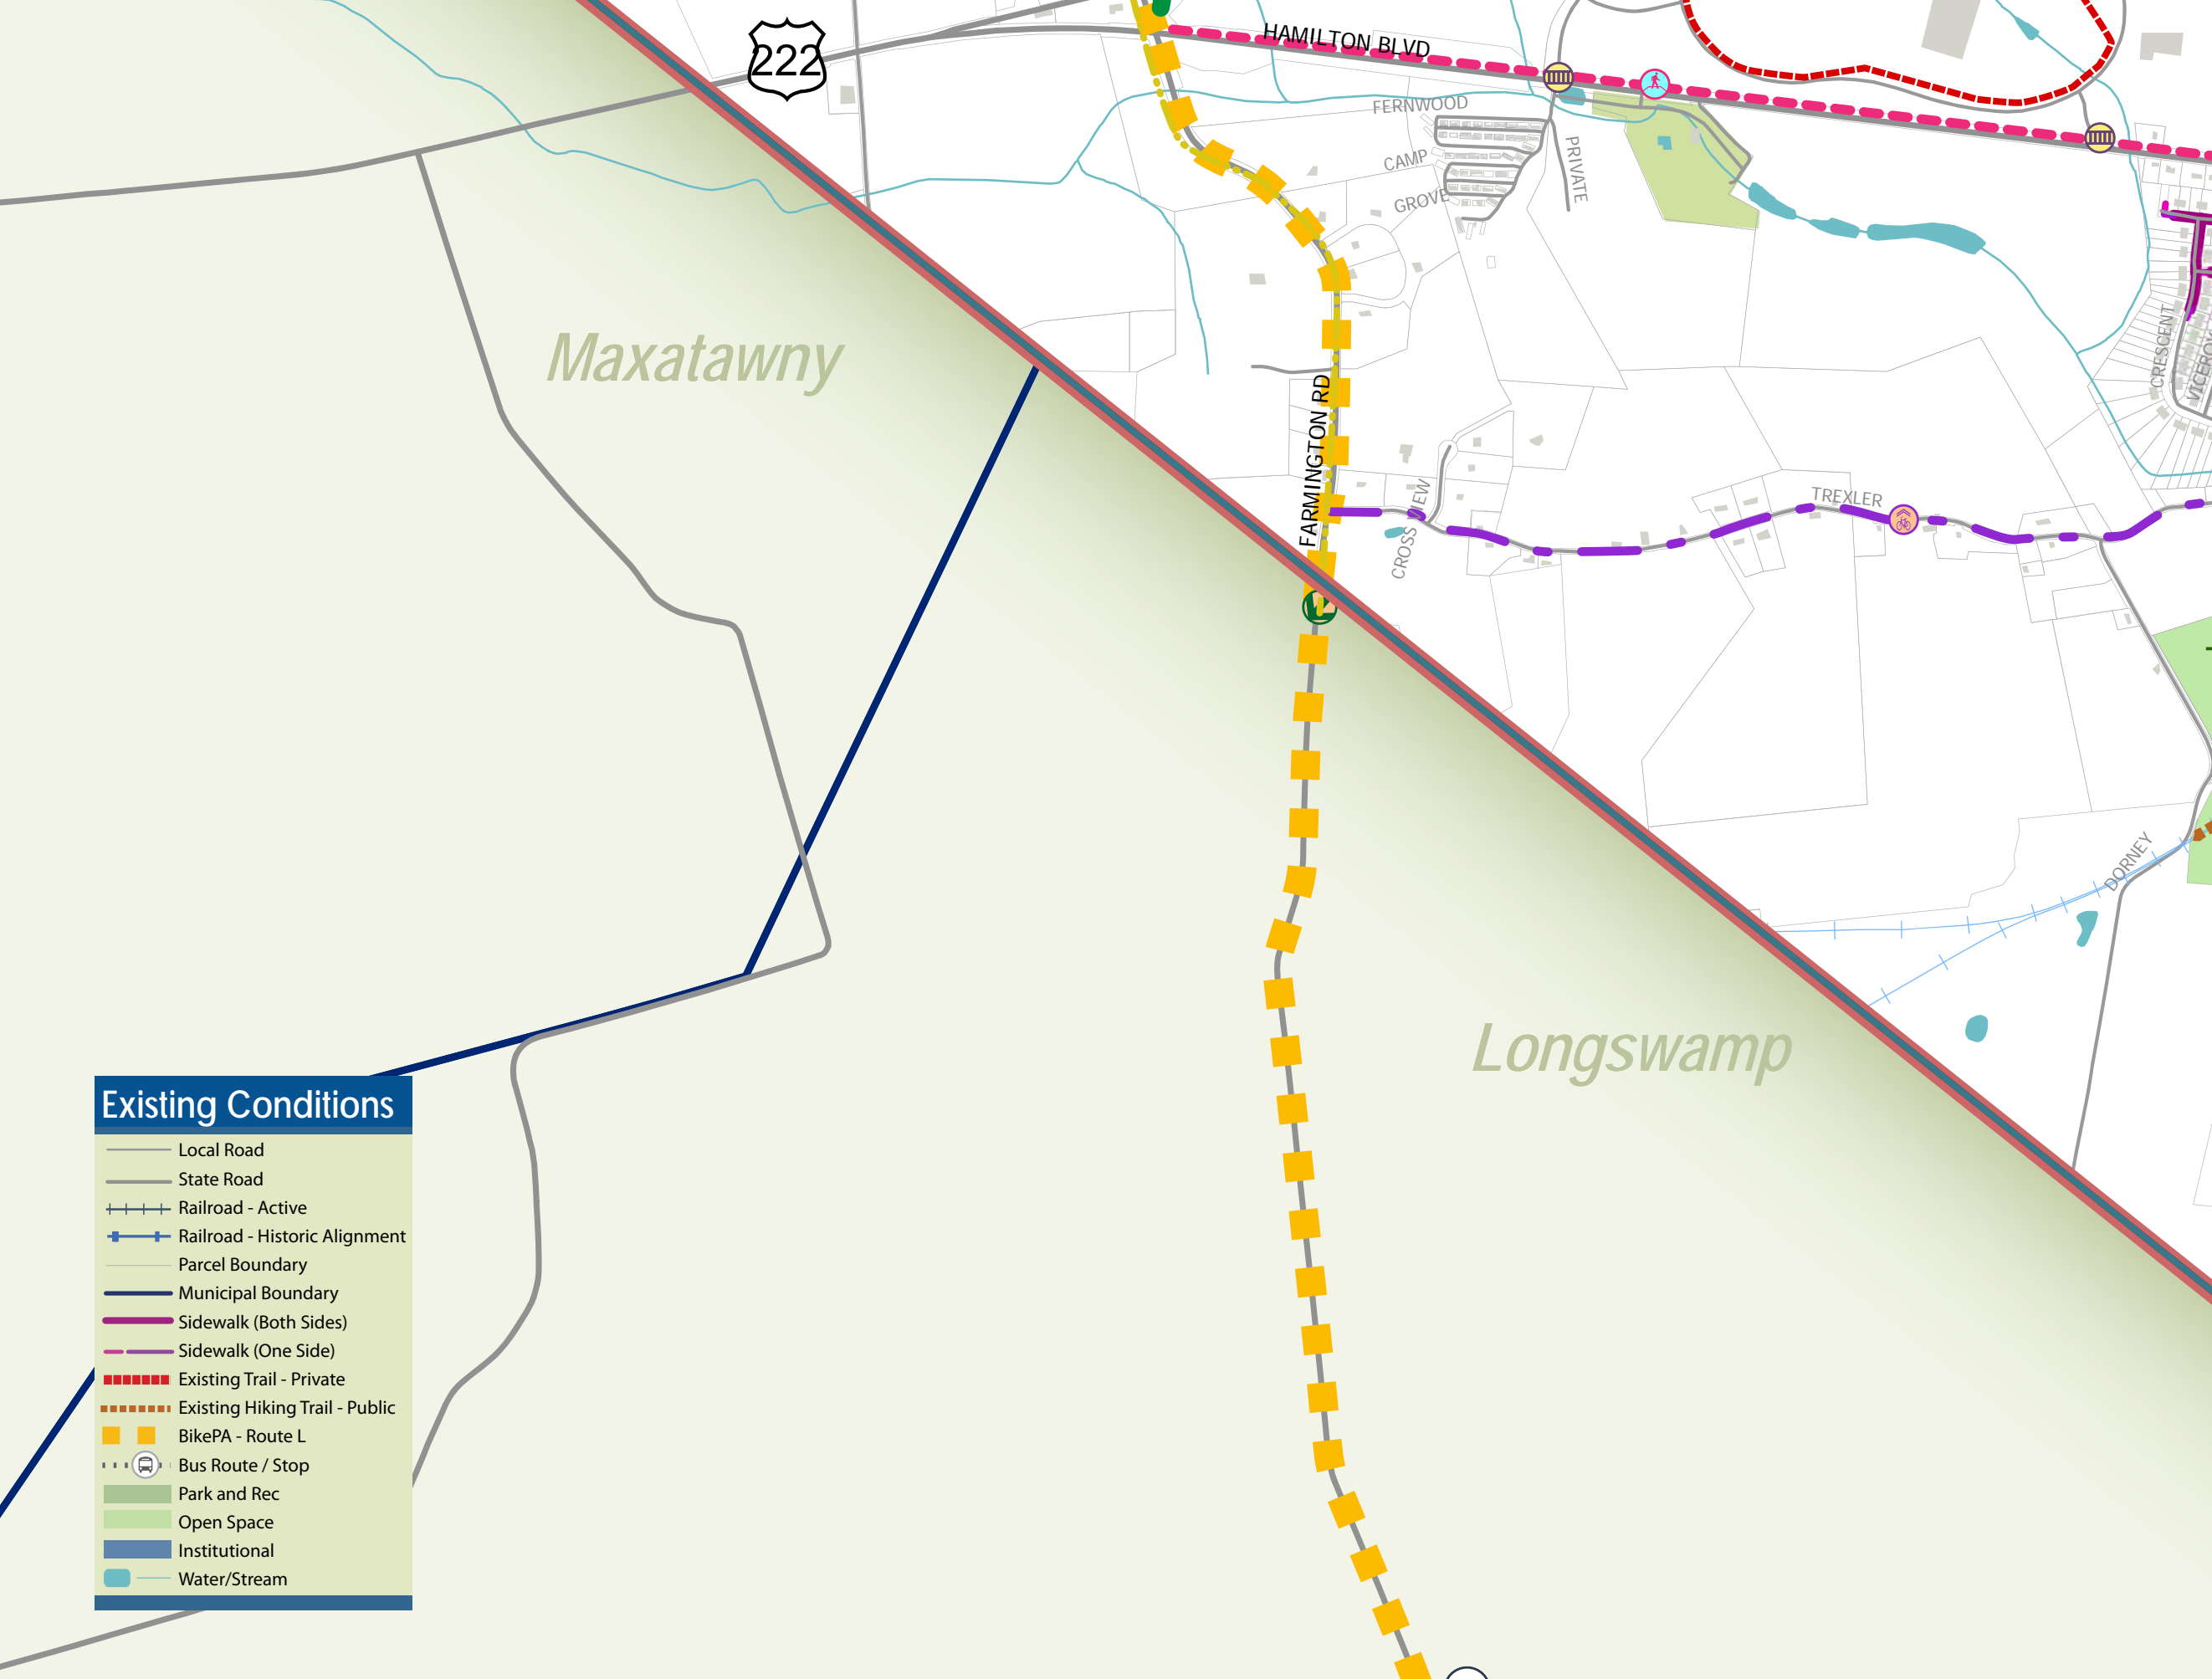 222
HAMILTON BLVD
FERNWOOD
CAMP
GROVE
PRIVATE
Maxatawny
FARMINGTON RD
CROSS VIEW
TREXLER
CRESCENT
VICEROY
DORNEY
Longswamp
Existing Conditions
Local Road
State Road
Railroad - Active
Railroad - Historic Alignment
Parcel Boundary
Municipal Boundary
Sidewalk (Both Sides)
Sidewalk (One Side)
Existing Trail - Private
Existing Hiking Trail - Public
BikePA - Route L
Bus Route / Stop
Park and Rec
Open Space
Institutional
Water/Stream